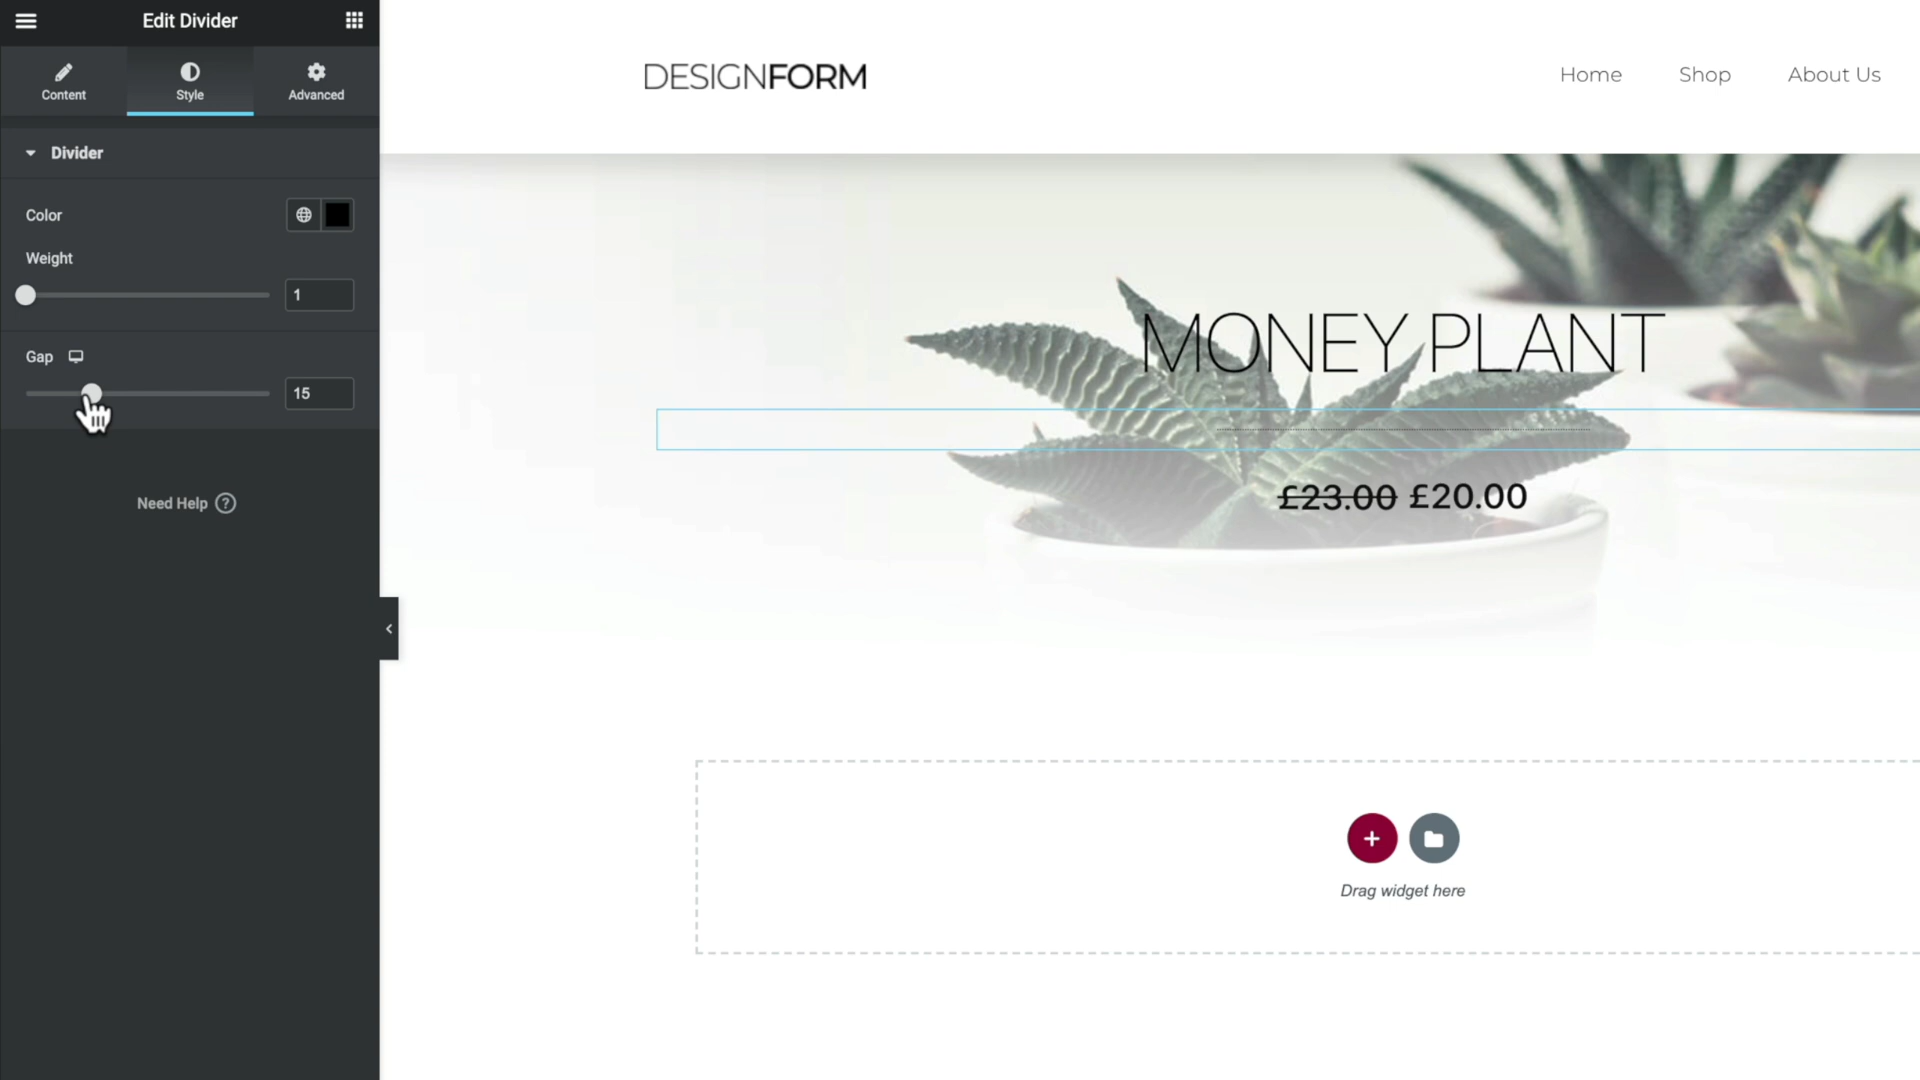 Edit Divider
Content
Style
Advanced
Divider
Color
Weight
1
Gap
15
Need Help ?
DESIGNFORM
Home
Shop
About Us
MONEY PLANT
£23.00 £20.00
Drag widget here